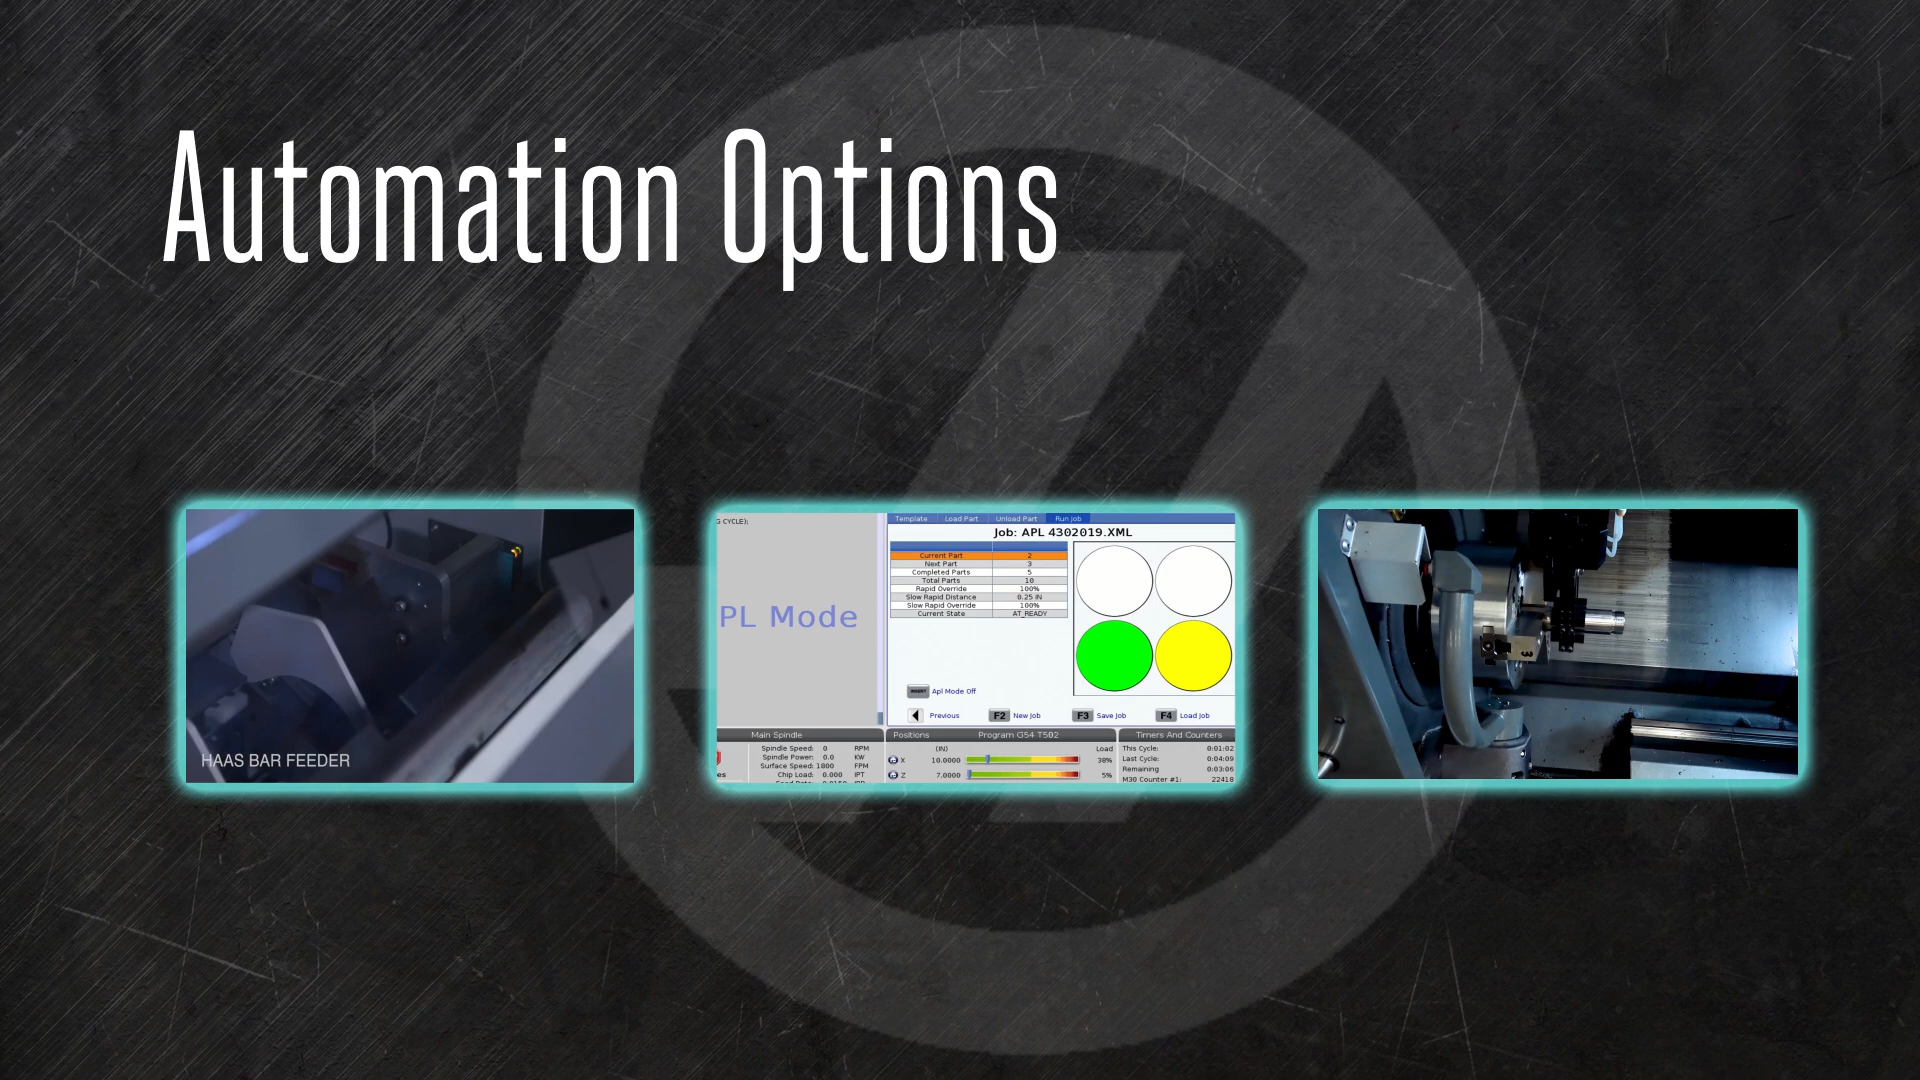 Automation Options
HAAS BAR FEEDER
G CYCLE);
PL Mode
Template Load Part Unload Part Run Job
Job: APL 4302019.XML
Current Part 2
Next Part 3
Completed Parts 5
Total Parts 10
Rapid Override 100%
Slow Rapid Distance 0.25 IN
Slow Rapid Override 100%
Current State AT_READY
INSERT Apl Mode Off
Previous F2 New Job F3 Save Job F4 Load Job
Main Spindle
Spindle Speed: 0 RPM
Spindle Power: 0.0 KW
Surface Speed: 1800 FPM
Chip Load: 0.000 IPT
es
Positions Program G54 T502
(IN) Load
X 10.0000 38%
Z 7.0000 5%
Timers And Counters
This Cycle: 0:01:02
Last Cycle: 0:04:09
Remaining 0:03:06
M30 Counter #1: 22418
3